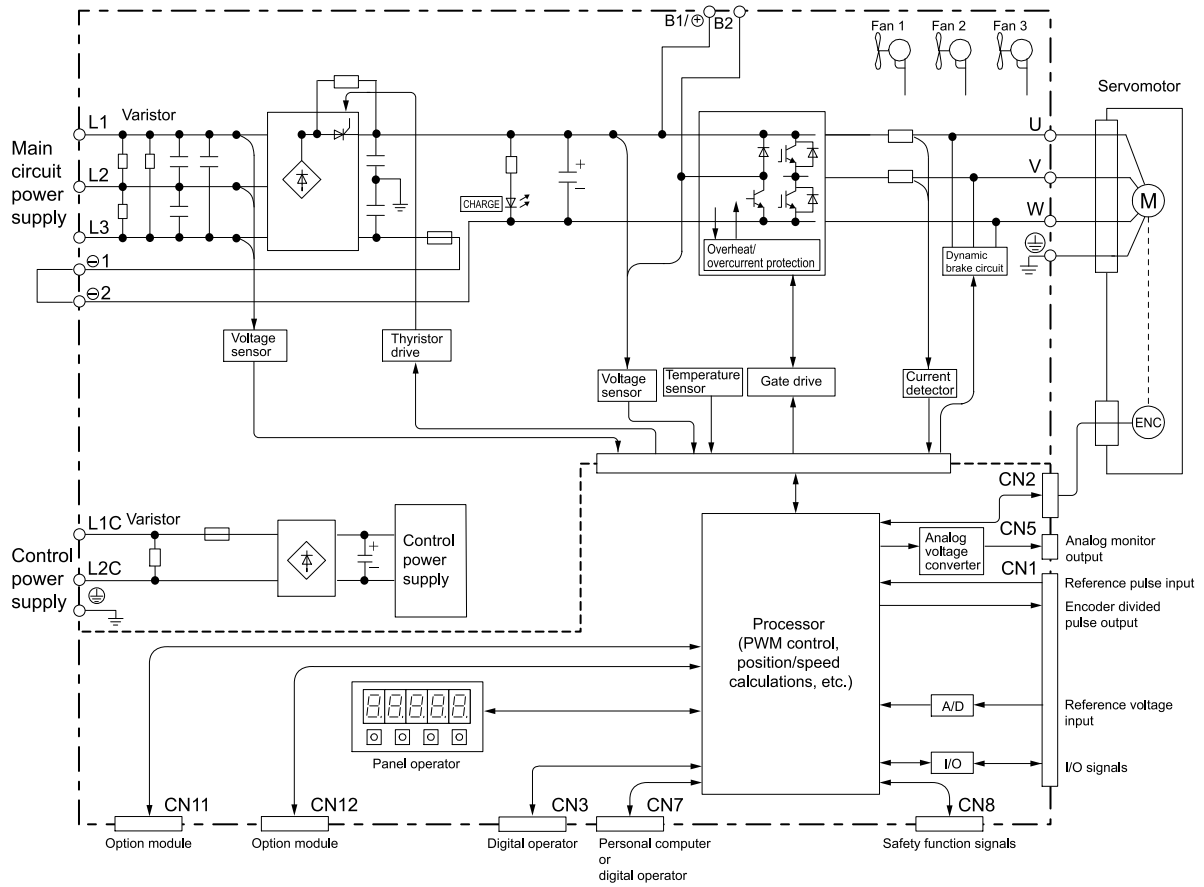 B1/⊕ B2
Fan 1 Fan 2 Fan 3
Servomotor
Varistor
L1
U
Main
circuit
power
supply
L2
V
CHARGE
M
L3
W
Overheat/
overcurrent protection
Dynamic
brake circuit
⊖1
⊖2
+
-
Voltage
sensor
Thyristor
drive
Voltage
sensor
Temperature
sensor
Gate drive
Current
detector
ENC
CN2
L1C
Varistor
Control
power
supply
L2C
+
-
Control
power
supply
Analog
voltage
converter
CN5
Analog monitor
output
CN1
Reference pulse input
Encoder divided
pulse output
Processor
(PWM control,
position/speed
calculations, etc.)
8.8.8.8.8.
Panel operator
A/D
Reference voltage
input
I/O
I/O signals
CN11
Option module
CN12
Option module
CN3
Digital operator
CN7
Personal computer
or
digital operator
CN8
Safety function signals